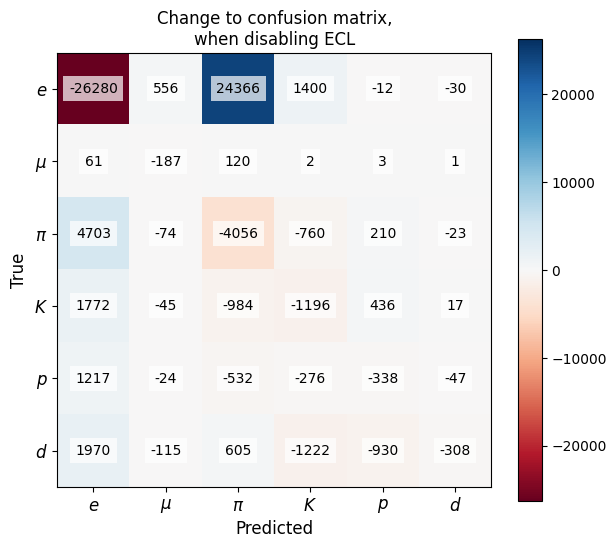 Change to confusion matrix,
when disabling ECL
e -26280 556 24366 1400 -12 -30
μ 61 -187 120 2 3 1
π 4703 -74 -4056 -760 210 -23
K 1772 -45 -984 -1196 436 17
p 1217 -24 -532 -276 -338 -47
d 1970 -115 605 -1222 -930 -308
e μ π K p d
True
Predicted
20000
10000
0
−10000
−20000